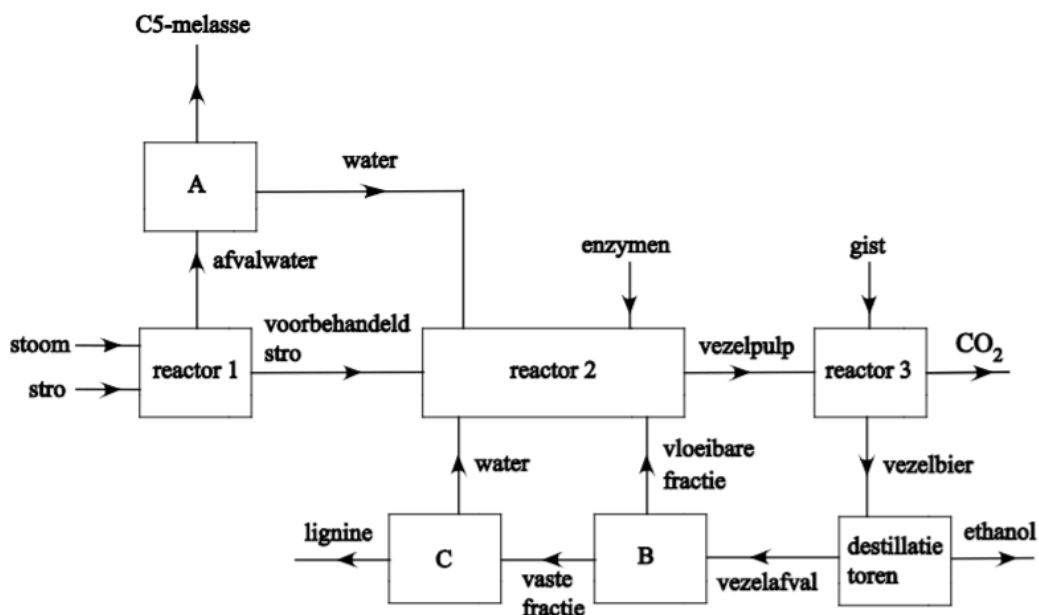 C5-melasse
A
water
afvalwater
enzymen
gist
stoom
stro
reactor 1
voorbehandeld
stro
reactor 2
vezelpulp
reactor 3
CO₂
water
vloeibare
fractie
vezelbier
lignine
C
vaste
fractie
B
vezelafval
destillatie
toren
ethanol